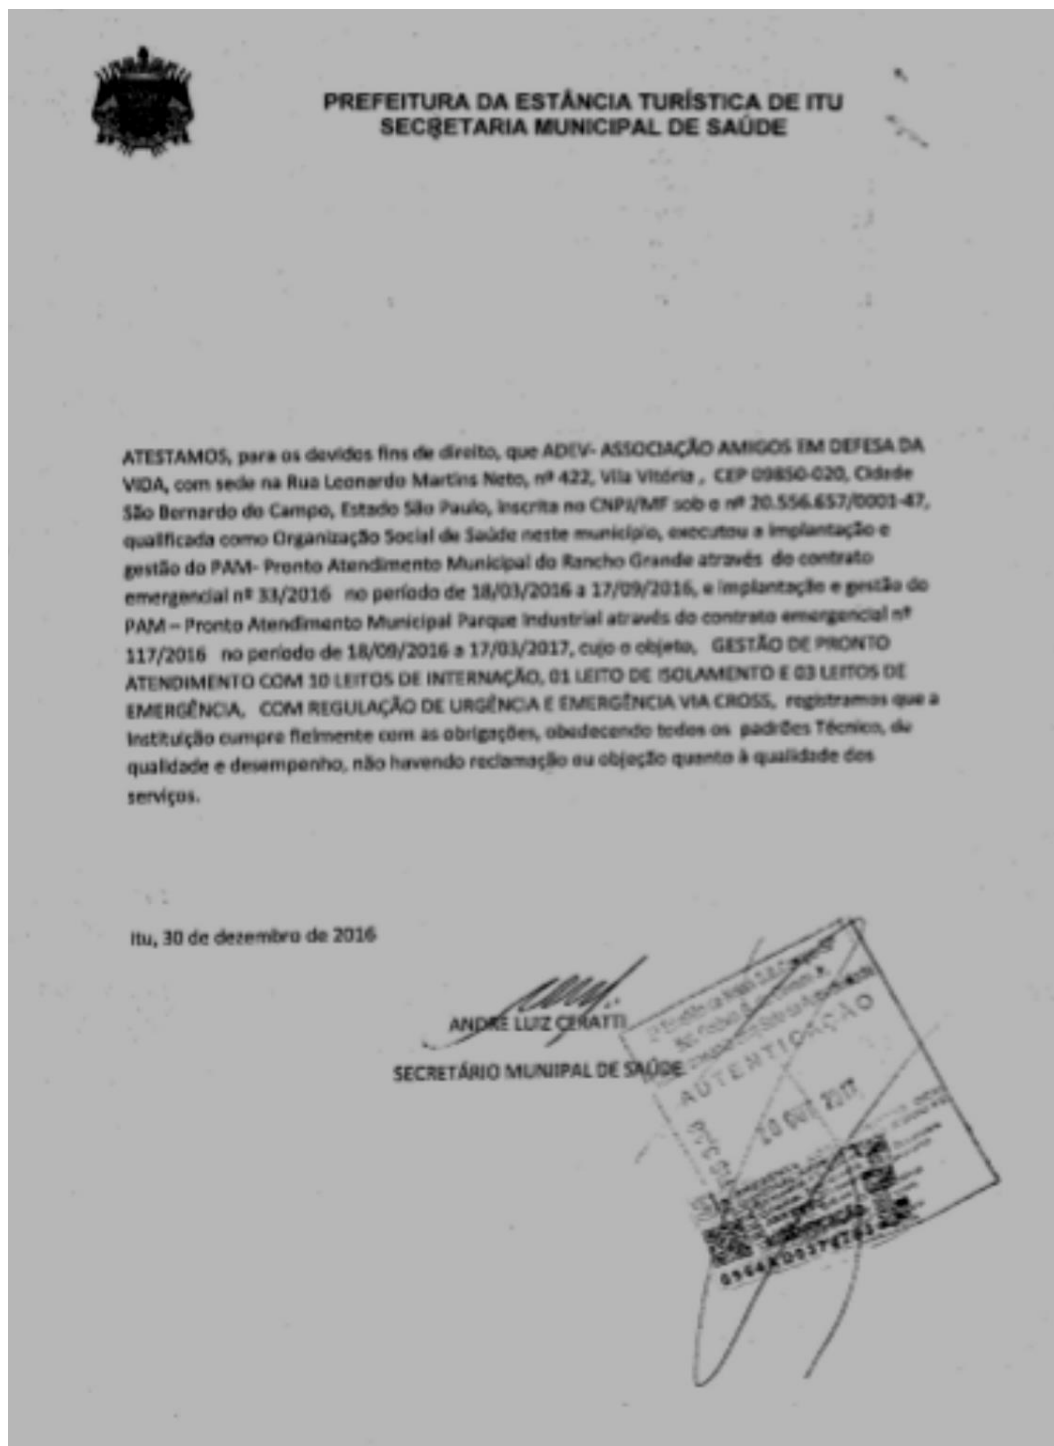 PREFEITURA DA ESTÂNCIA TURÍSTICA DE ITU
SECRETARIA MUNICIPAL DE SAÚDE
ATESTAMOS, para os devidos fins de direito, que ADEV- ASSOCIAÇÃO AMIGOS EM DEFESA DA
VIDA, com sede na Rua Leonardo Martins Neto, nº 422, Vila Vitória , CEP 09850-020, Cidade
São Bernardo do Campo, Estado São Paulo, inscrita no CNPJ/MF sob o nº 20.556.657/0001-47,
qualificada como Organização Social de Saúde neste município, executou a implantação e
gestão do PAM- Pronto Atendimento Municipal do Rancho Grande através do contrato
emergencial nº 33/2016 no período de 18/03/2016 a 17/09/2016, e implantação e gestão do
PAM – Pronto Atendimento Municipal Parque Industrial através do contrato emergencial nº
117/2016 no período de 18/09/2016 a 17/03/2017, cujo o objeto, GESTÃO DE PRONTO
ATENDIMENTO COM 10 LEITOS DE INTERNAÇÃO, 01 LEITO DE ISOLAMENTO E 03 LEITOS DE
EMERGÊNCIA, COM REGULAÇÃO DE URGÊNCIA E EMERGÊNCIA VIA CROSS, registramos que a
Instituição cumpre fielmente com as obrigações, obedecendo todos os padrões Técnico, de
qualidade e desempenho, não havendo reclamação ou objeção quanto à qualidade dos
serviços.
Itu, 30 de dezembro de 2016
ANDRÉ LUIZ CERATTI
SECRETÁRIO MUNIIPAL DE SAÚDE
AUTENTICAÇÃO
OUT 2017